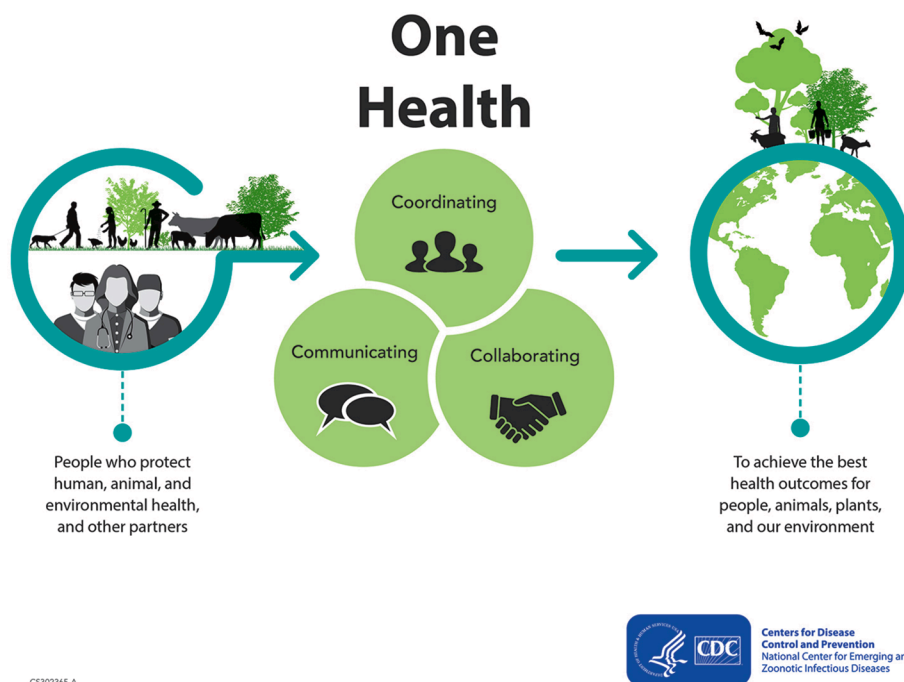 One
Health
Coordinating
Communicating
Collaborating
People who protect
human, animal, and
environmental health,
and other partners
To achieve the best
health outcomes for
people, animals, plants,
and our environment
CDC
Centers for Disease
Control and Prevention
National Center for Emerging
Zoonotic Infectious Diseases